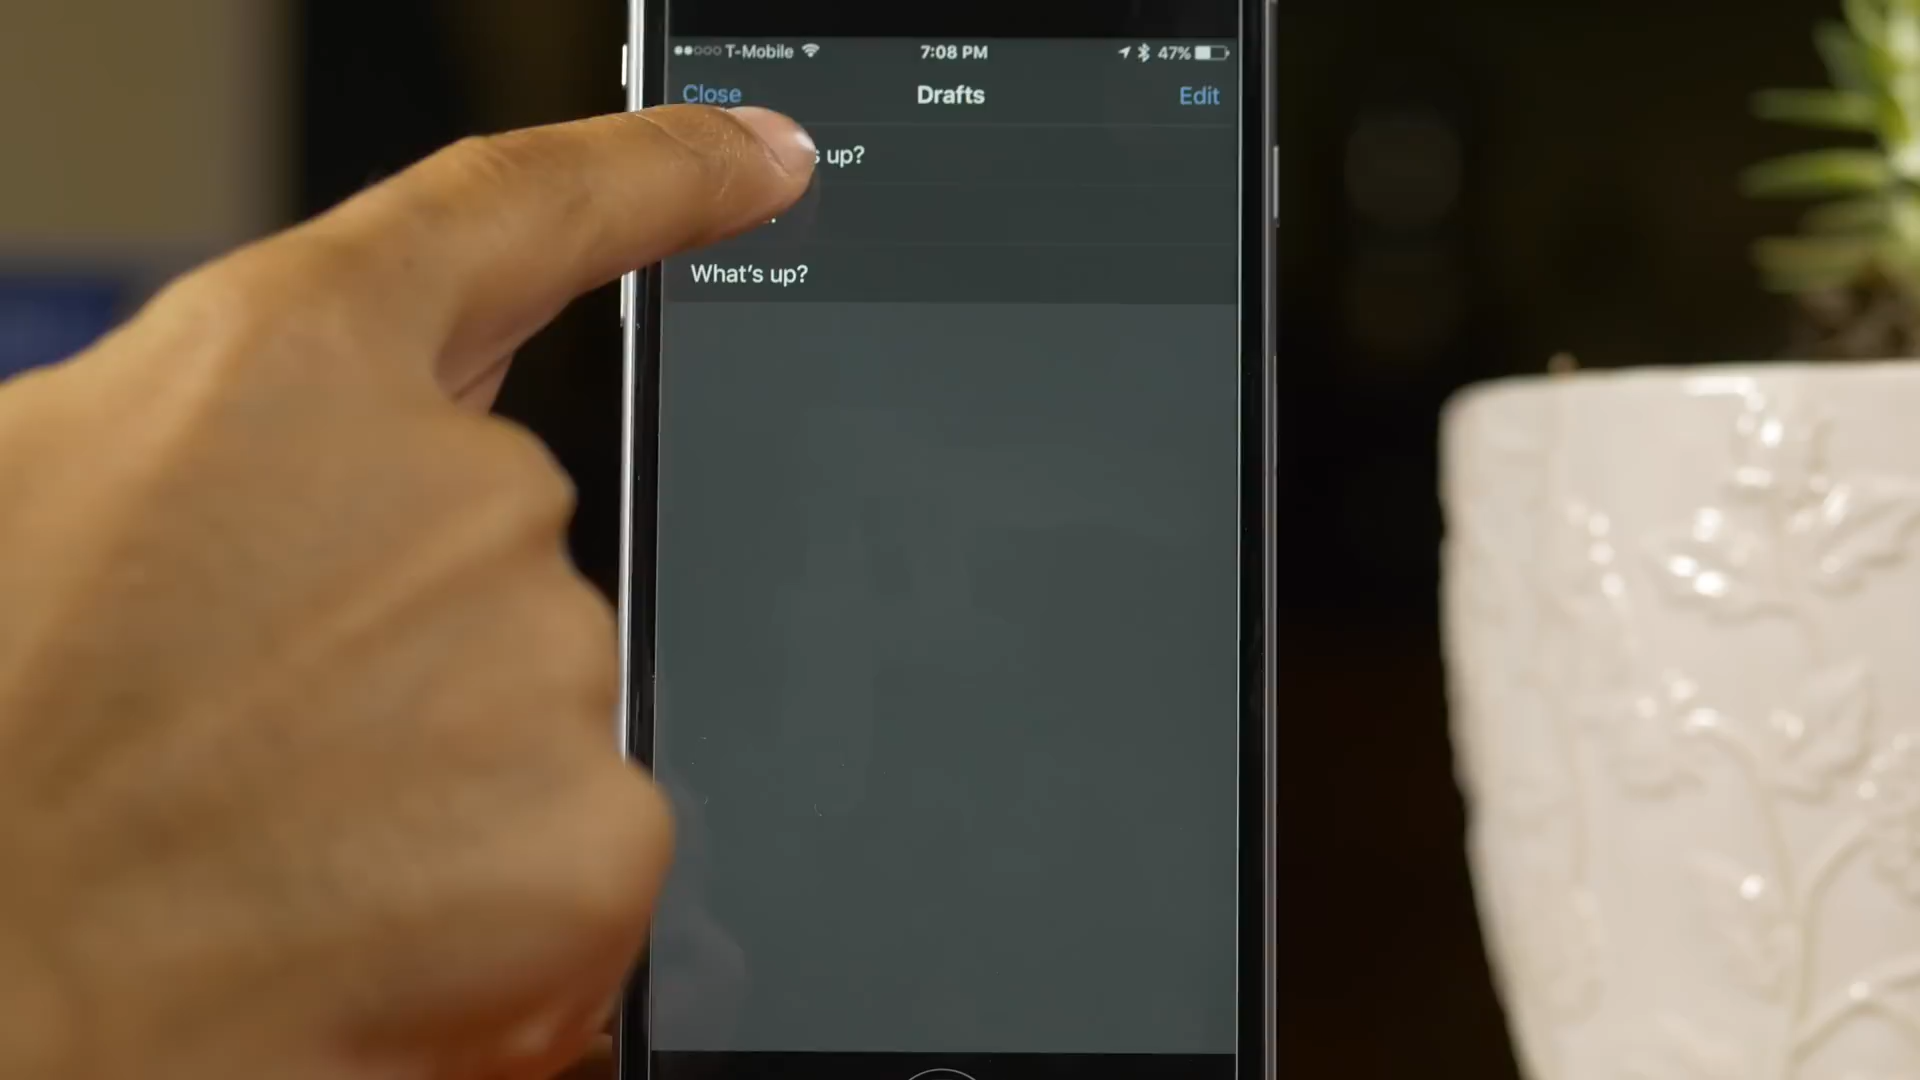 T-Mobile 7:08 PM 47%
Close Drafts Edit
up?
What's up?